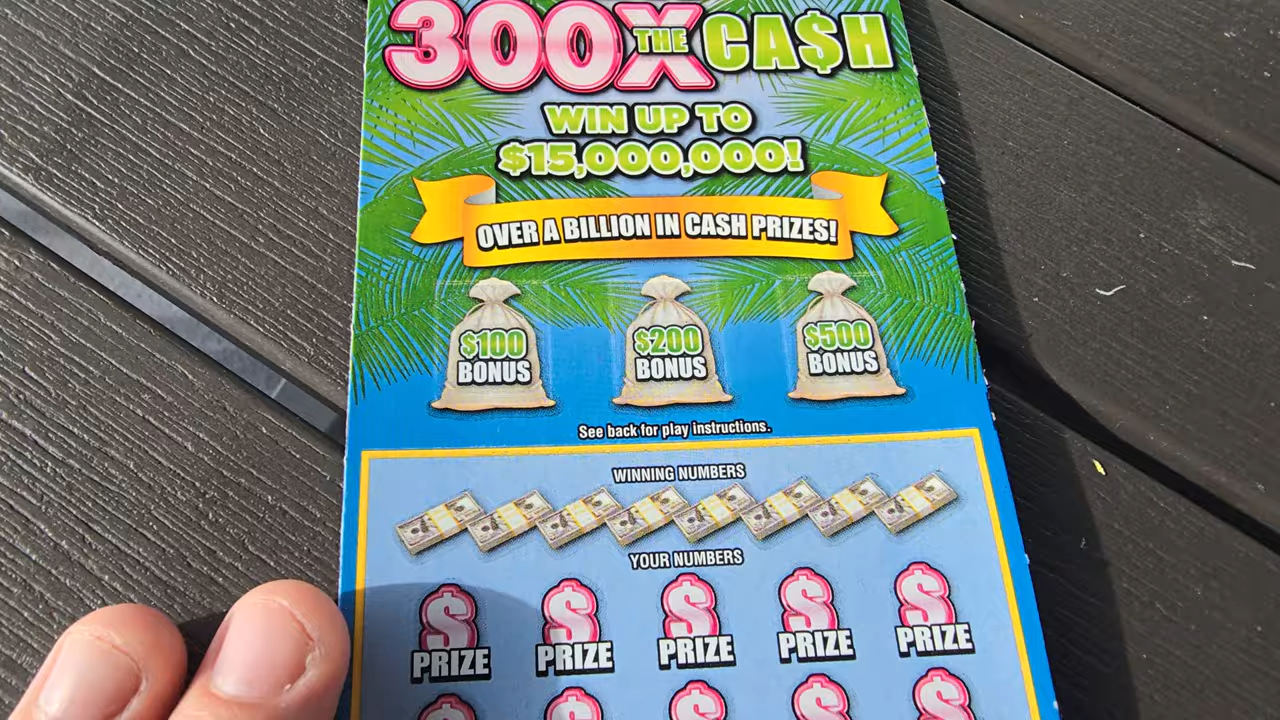 300X THE CA$H
WIN UP TO
$15,000,000!
OVER A BILLION IN CASH PRIZES!
$100 BONUS
$200 BONUS
$500 BONUS
See back for play instructions.
WINNING NUMBERS
YOUR NUMBERS
$ $ $ $ $
PRIZE PRIZE PRIZE PRIZE PRIZE
$ $ $ $ $